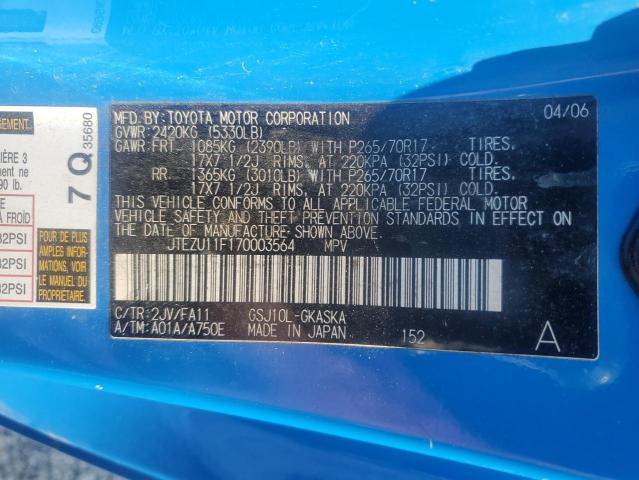 MFD.BY:TOYOTA MOTOR CORPORATION 04/06
GVWR:2420KG (5330LB)
GAWR:FRT. 1085KG (2390LB) WITH P265/70R17 TIRES.
17X7 1/2J RIMS. AT 220KPA (32PSI) COLD.
RR. 1365KG (3010LB) WITH P265/70R17 TIRES.
17X7 1/2J RIMS. AT 220KPA (32PSI) COLD.
THIS VEHICLE CONFORMS TO ALL APPLICABLE FEDERAL MOTOR
VEHICLE SAFETY AND THEFT PREVENTION STANDARDS IN EFFECT ON
THE DATE OF MANUFACTURE SHOWN ABOVE.
JTEZU11F170003564 MPV
C/TR:2JV/FA11 GSJ10L-GKASKA
A/TM:A01A/A750E MADE IN JAPAN 152 A
GEMENT
IÈRE 3
ment ne
90 lb.
À FROID
32PSI
32PSI
32PSI
POUR DE PLUS
AMPLES
INFORMATIONS,
VOIR
LE MANUEL DU
PROPRIÉTAIRE.
7 Q 35680